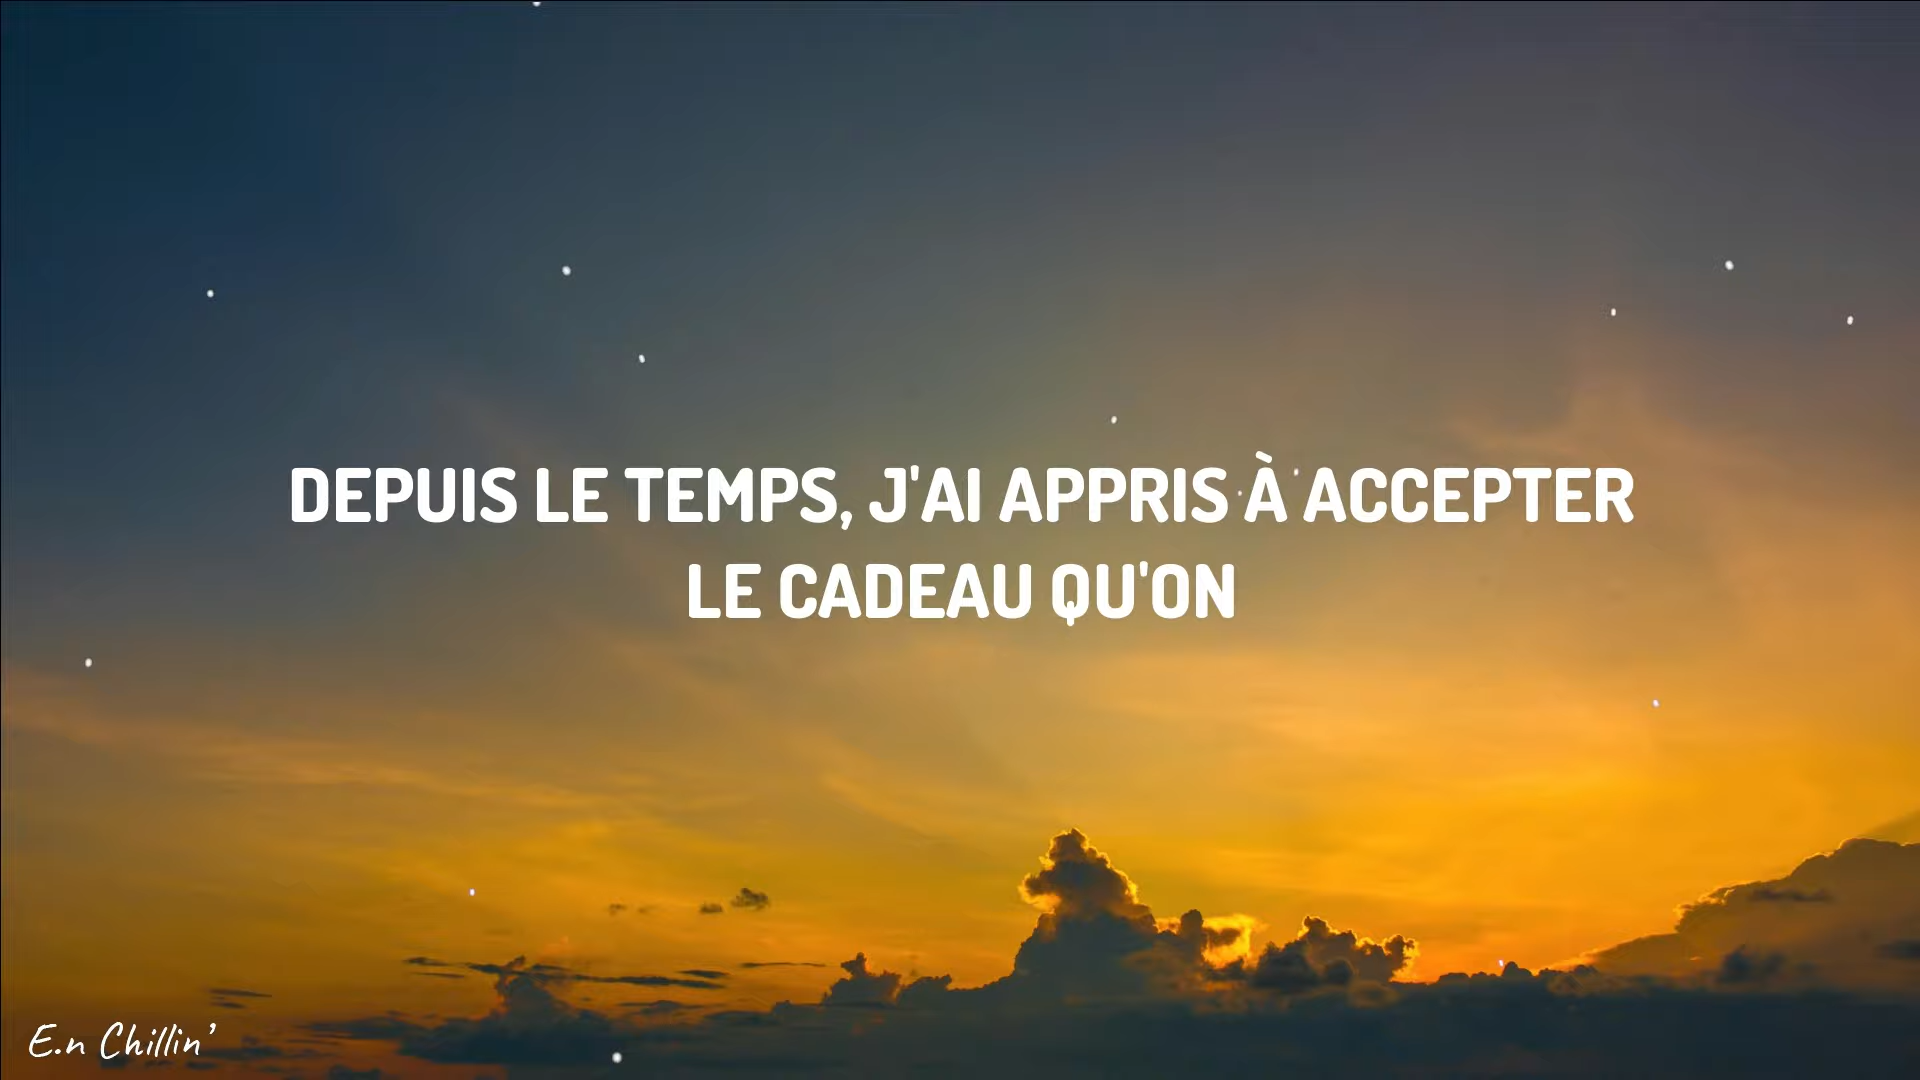 DEPUIS LE TEMPS, J'AI APPRIS À ACCEPTER
LE CADEAU QU'ON
E.n Chillin'